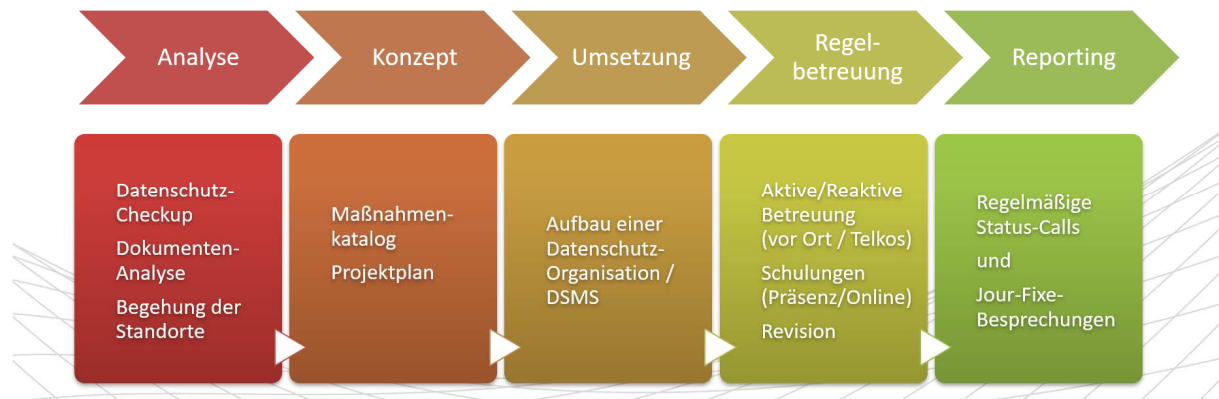 Analyse
Konzept
Umsetzung
Regel-
betreuung
Reporting
Datenschutz-
Checkup
Dokumenten-
Analyse
Begehung der
Standorte
Maßnahmen-
katalog
Projektplan
Aufbau einer
Datenschutz-
Organisation /
DSMS
Aktive/Reaktive
Betreuung
(vor Ort / Telkos)
Schulungen
(Präsenz/Online)
Revision
Regelmäßige
Status-Calls
und
Jour-Fixe-
Besprechungen